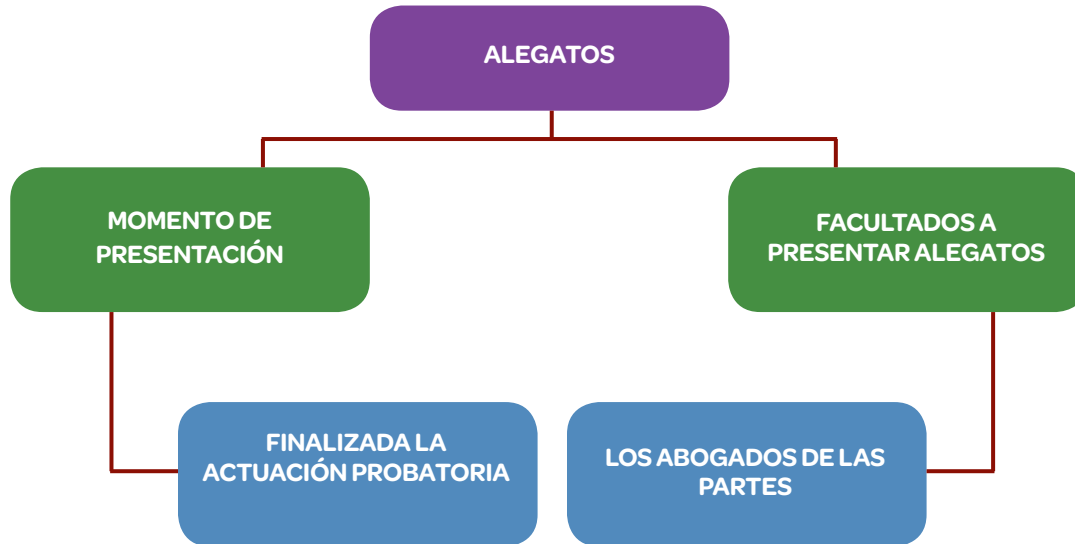 ALEGATOS
MOMENTO DE
PRESENTACIÓN
FACULTADOS A
PRESENTAR ALEGATOS
FINALIZADA LA
ACTUACIÓN PROBATORIA
LOS ABOGADOS DE LAS
PARTES